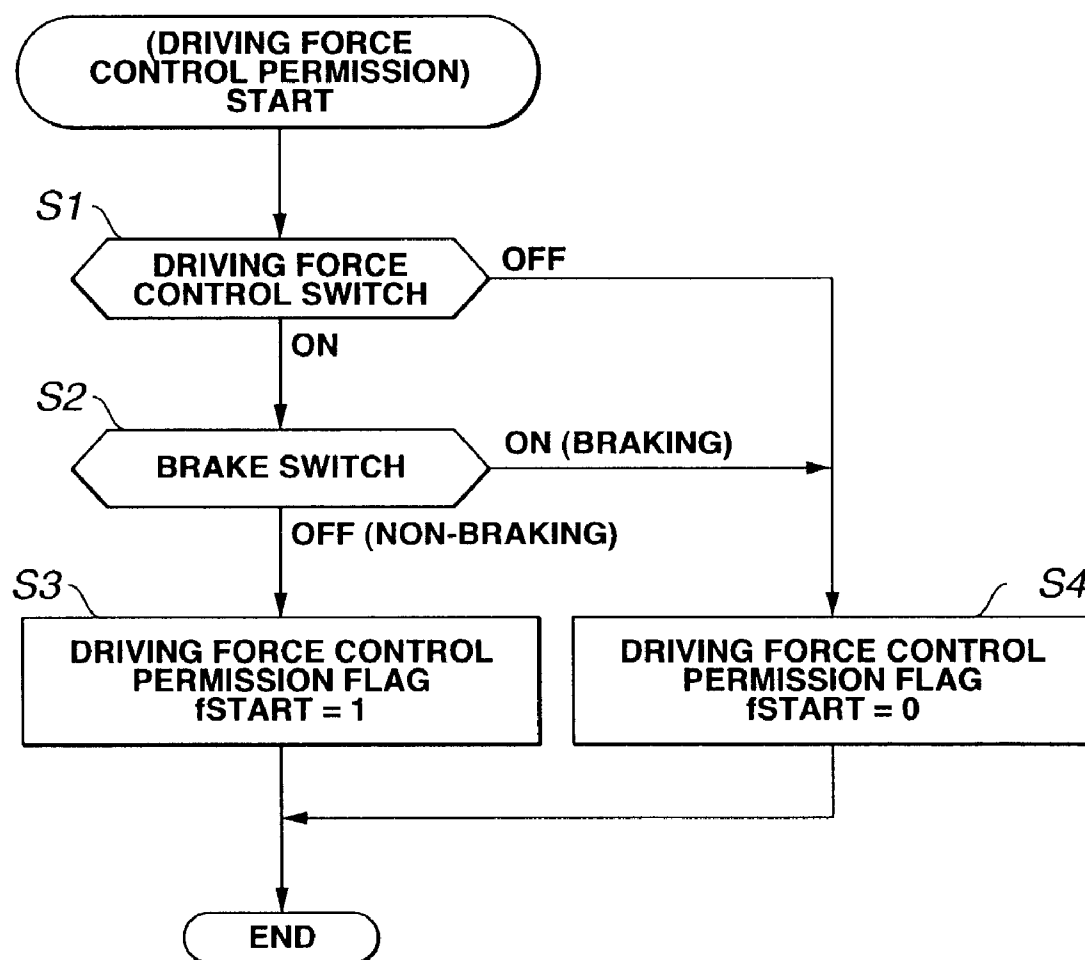 (DRIVING FORCE
CONTROL PERMISSION)
START
S1
DRIVING FORCE
CONTROL SWITCH
OFF
ON
S2
BRAKE SWITCH
ON (BRAKING)
OFF (NON-BRAKING)
S3
DRIVING FORCE CONTROL
PERMISSION FLAG
fSTART = 1
S4
DRIVING FORCE CONTROL
PERMISSION FLAG
fSTART = 0
END